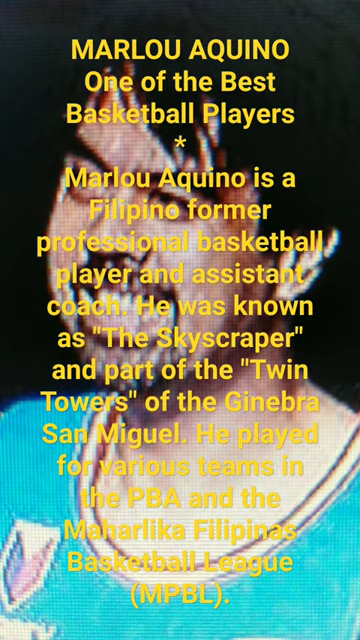 MARLOU AQUINO
One of the Best
Basketball Players
*
Marlou Aquino is a
Filipino former
professional basketball
player and assistant
coach. He was known
as "The Skyscraper"
and part of the "Twin
Towers" of the Ginebra
San Miguel. He played
for various teams in
the PBA and the
Maharlika Filipinas
Basketball League
(MPBL).